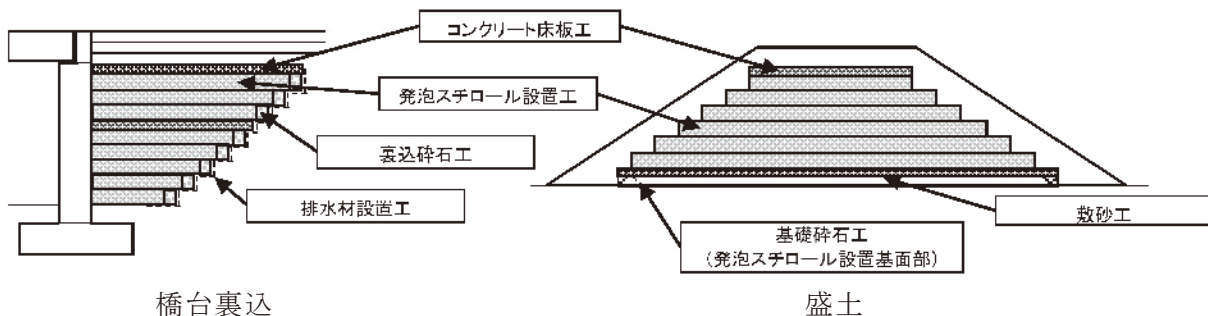 コンクリート床板工
発泡スチロール設置工
裏込砕石工
排水材設置工
敷砂工
基礎砕石工
(発泡スチロール設置基面部)
橋台裏込
盛土